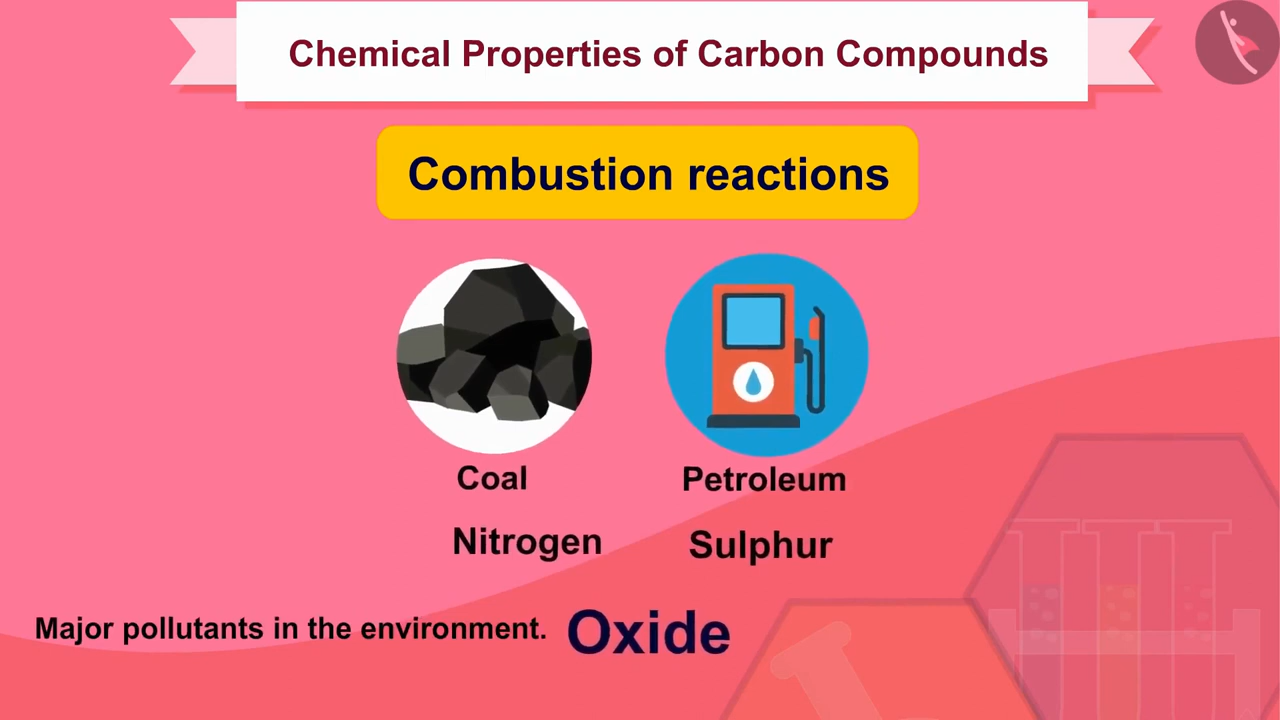 Chemical Properties of Carbon Compounds
Combustion reactions
Coal Petroleum
Nitrogen Sulphur
Major pollutants in the environment. Oxide